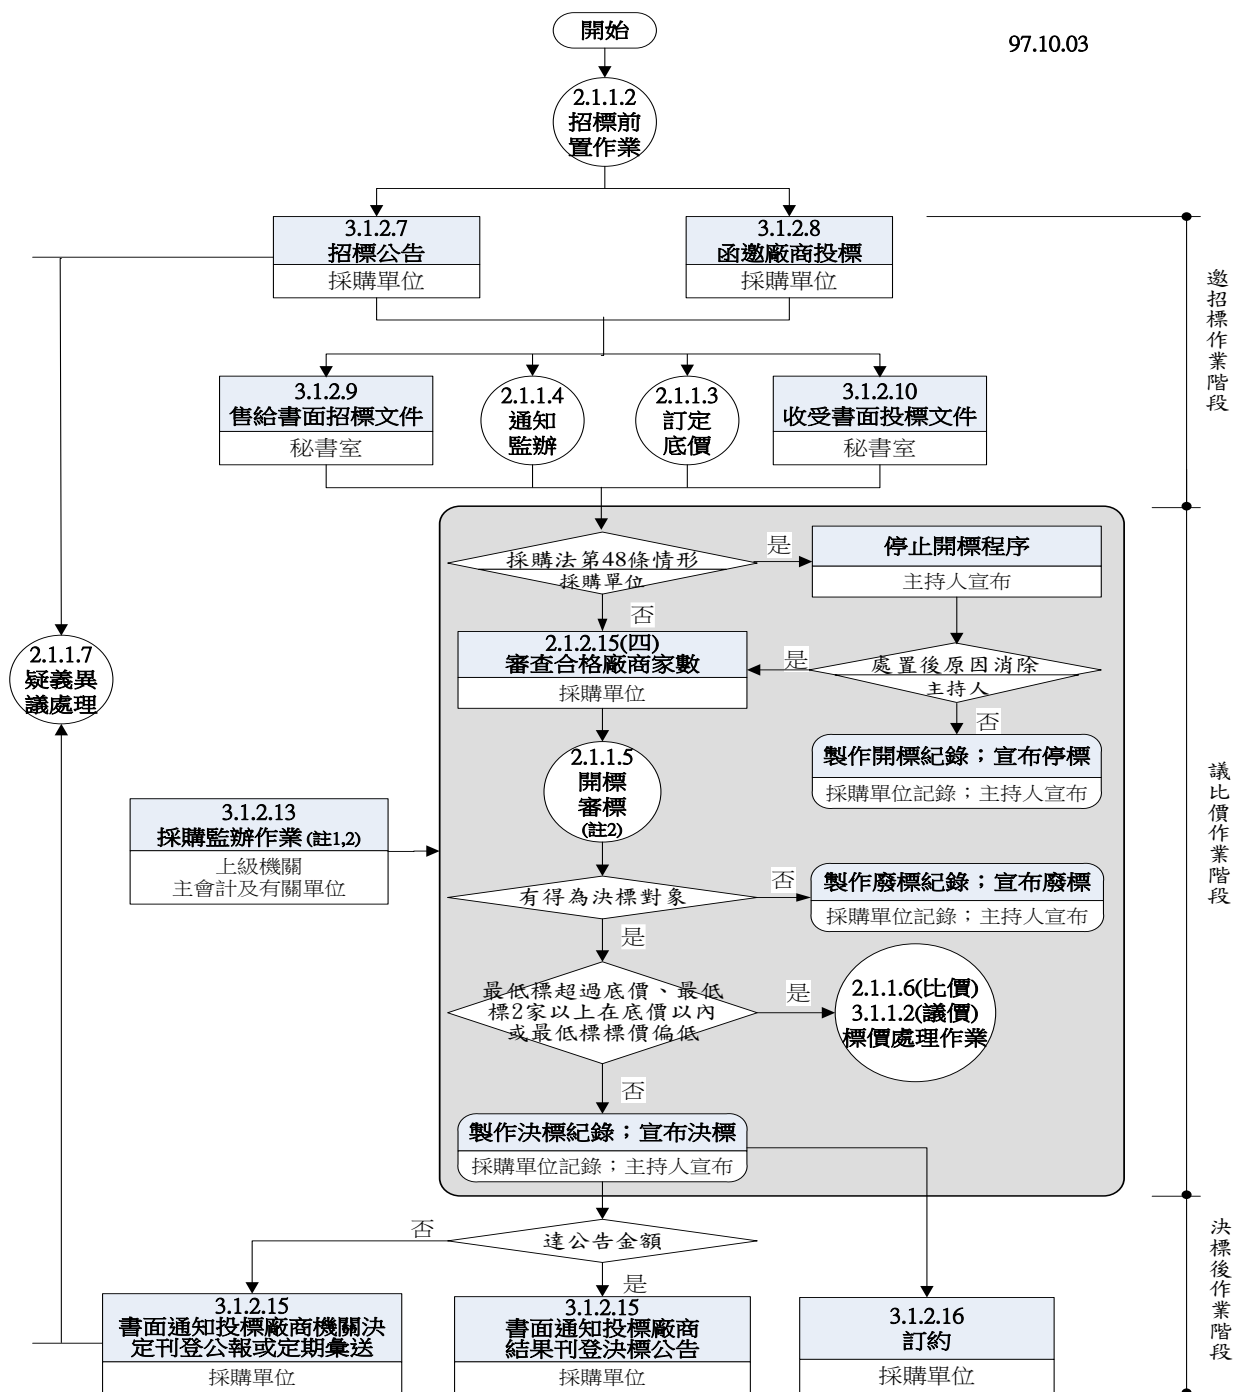 開始
97.10.03
2.1.1.2
招標前
置作業
3.1.2.7
招標公告
採購單位
3.1.2.8
函邀廠商投標
採購單位
邀招標作業階段
3.1.2.9
售給書面招標文件
秘書室
2.1.1.4
通知
監辦
2.1.1.3
訂定
底價
3.1.2.10
收受書面投標文件
秘書室
採購法第48條情形
採購單位
是
停止開標程序
主持人宣布
否
2.1.2.15(四)
審查合格廠商家數
採購單位
是
處置後原因消除
主持人
否
製作開標紀錄；宣布停標
採購單位記錄；主持人宣布
2.1.1.7
疑義異
議處理
2.1.1.5
開標
審標
(註2)
議比價作業階段
3.1.2.13
採購監辦作業(註1,2)
上級機關
主會計及有關單位
有得為決標對象
否
製作廢標紀錄；宣布廢標
採購單位記錄；主持人宣布
是
最低標超過底價、最低
標2家以上在底價以內
或最低標標價偏低
是
2.1.1.6(比價)
3.1.1.2(議價)
標價處理作業
否
製作決標紀錄；宣布決標
採購單位記錄；主持人宣布
達公告金額
否
是
決標後作業階段
3.1.2.15
書面通知投標廠商機關決
定刊登公報或定期彙送
採購單位
3.1.2.15
書面通知投標廠商
結果刊登決標公告
採購單位
3.1.2.16
訂約
採購單位